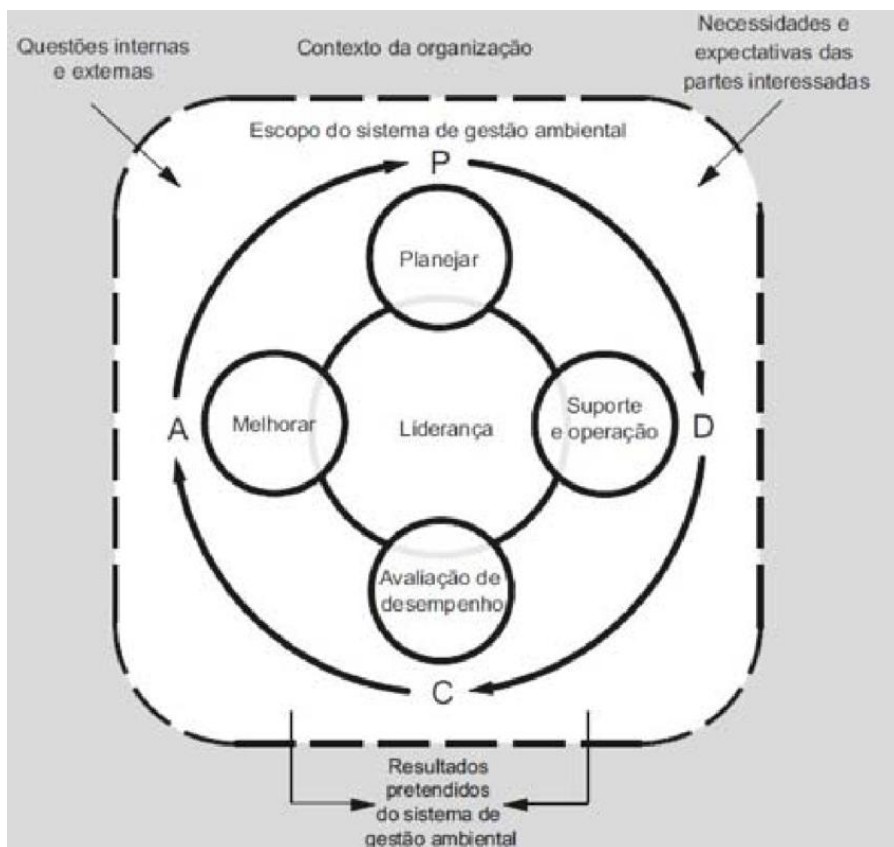 Questões internas
e externas
Contexto da organização
Necessidades e
expectativas das
partes interessadas
Escopo do sistema de gestão ambiental
P
Planejar
A
Melhorar
Liderança
Suporte
e operação
D
Avaliação de
desempenho
C
Resultados
pretendidos
do sistema de
gestão ambiental